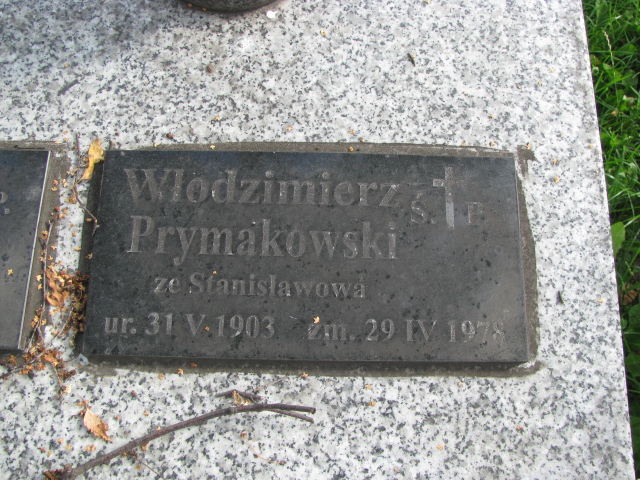 Włodzimierz Ś. P.
Prymakowski
ze Stanisławowa
ur. 31 V 1903 zm. 29 IV 1978